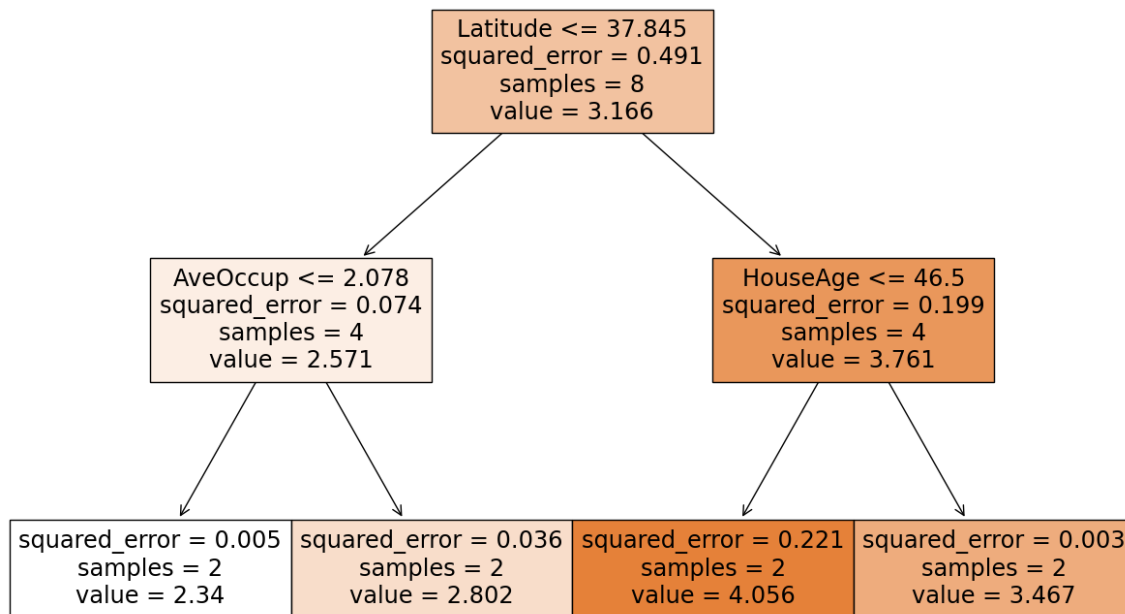 Latitude <= 37.845
squared_error = 0.491
samples = 8
value = 3.166
AveOccup <= 2.078
squared_error = 0.074
samples = 4
value = 2.571
HouseAge <= 46.5
squared_error = 0.199
samples = 4
value = 3.761
squared_error = 0.005
samples = 2
value = 2.34
squared_error = 0.036
samples = 2
value = 2.802
squared_error = 0.221
samples = 2
value = 4.056
squared_error = 0.003
samples = 2
value = 3.467